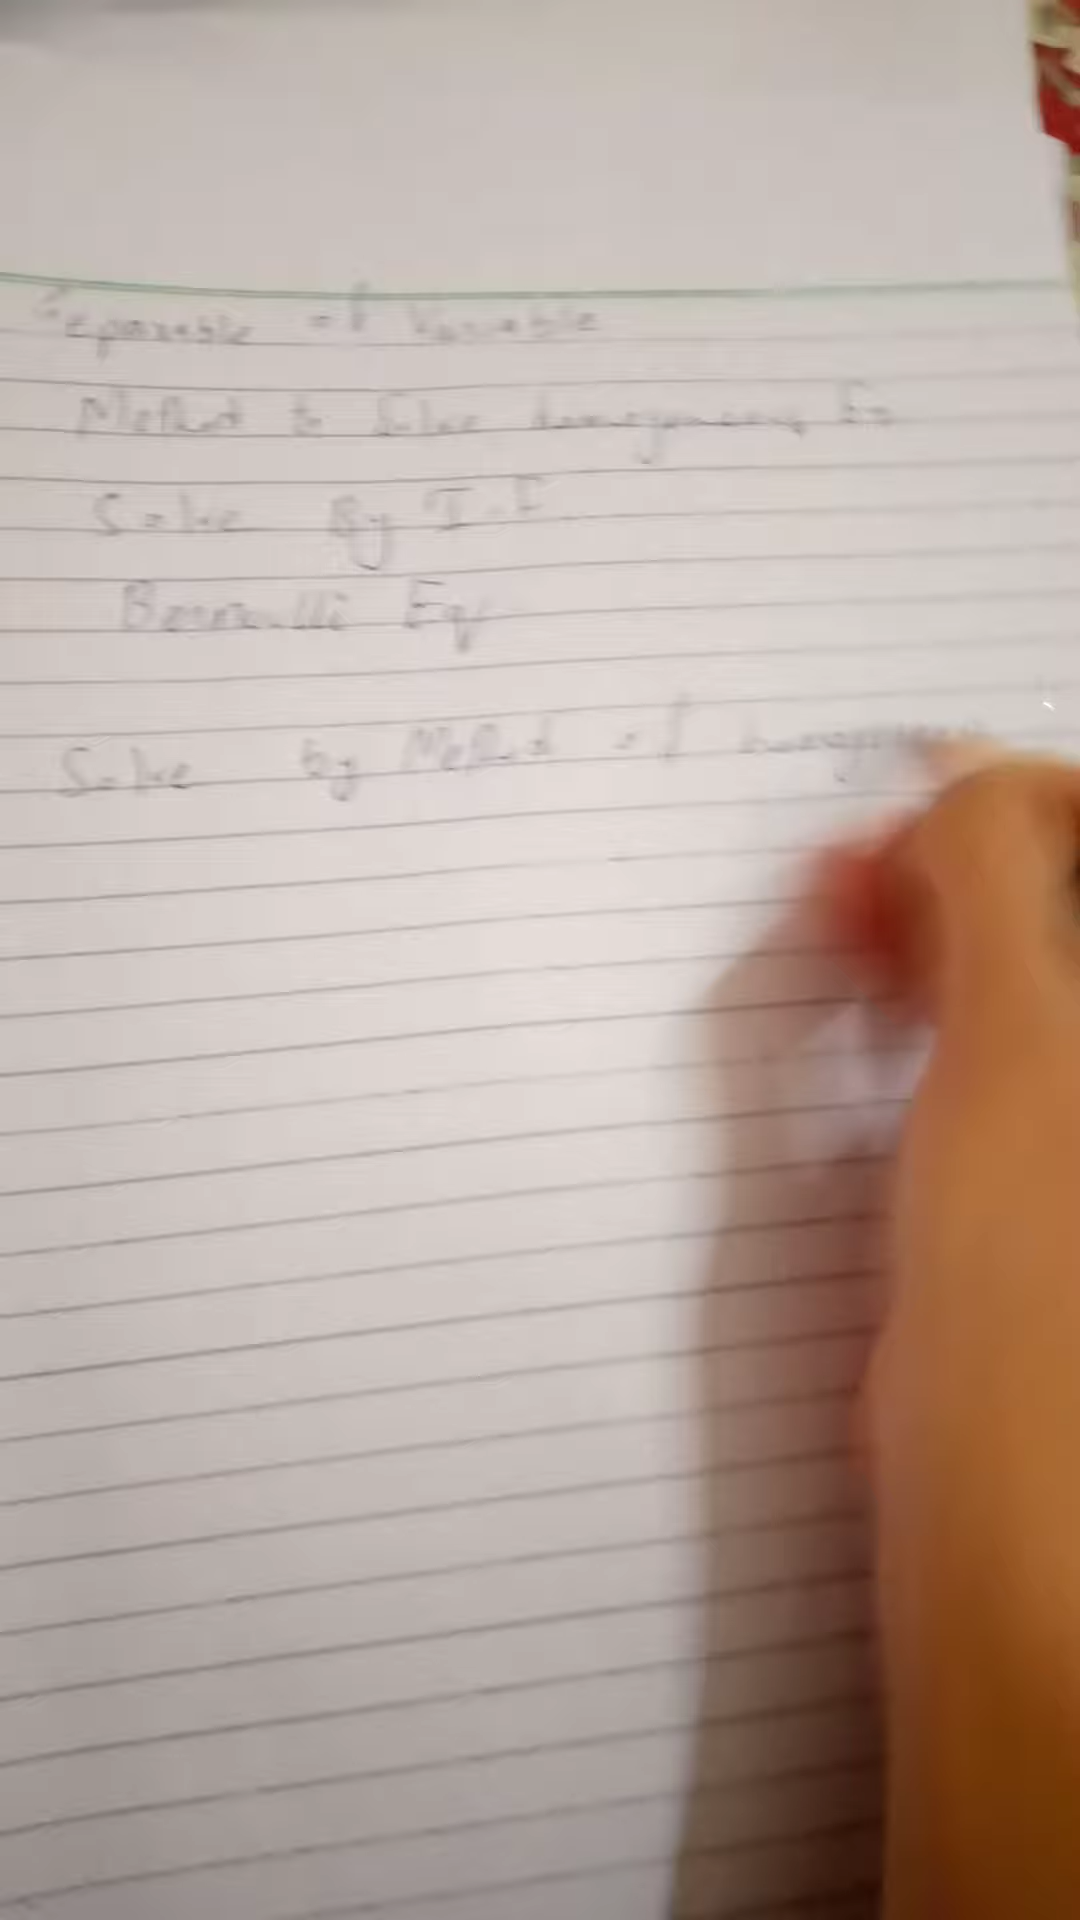 Separable of Variable
Method to Solve homogeneous Eq
Solve By I.F
Bernoulli Eq
Solve by Method of